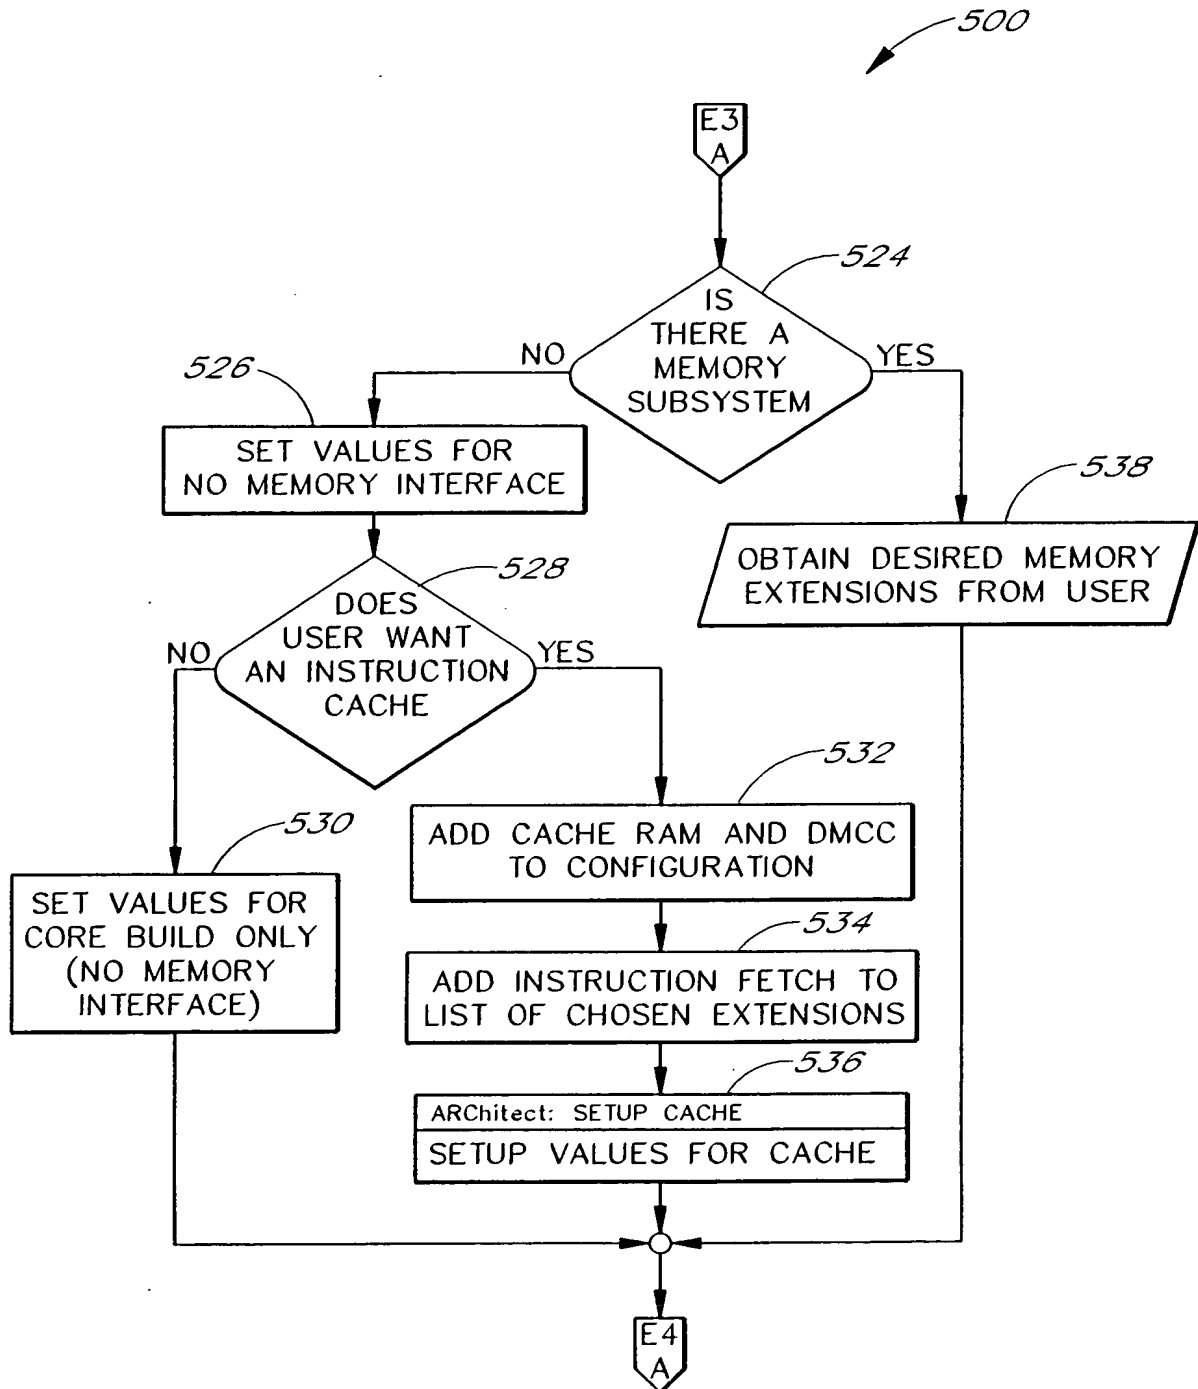 500
E3
A
524
IS
THERE A
MEMORY
SUBSYSTEM
NO
YES
526
SET VALUES FOR
NO MEMORY INTERFACE
538
OBTAIN DESIRED MEMORY
EXTENSIONS FROM USER
528
DOES
USER WANT
AN INSTRUCTION
CACHE
NO
YES
532
ADD CACHE RAM AND DMCC
TO CONFIGURATION
530
SET VALUES FOR
CORE BUILD ONLY
(NO MEMORY
INTERFACE)
534
ADD INSTRUCTION FETCH TO
LIST OF CHOSEN EXTENSIONS
536
ARChitect: SETUP CACHE
SETUP VALUES FOR CACHE
E4
A